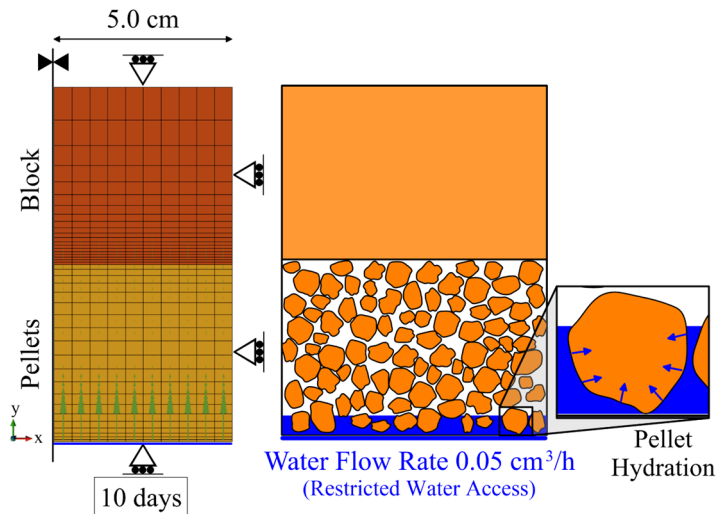 5.0 cm
Block
Pellets
y
x
10 days
Water Flow Rate 0.05 cm³/h
(Restricted Water Access)
Pellet
Hydration